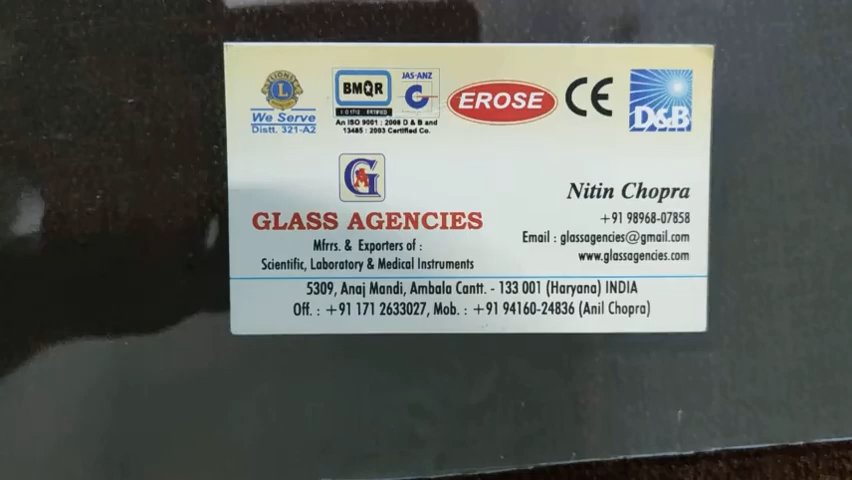 LIONS
L
We Serve
Distt. 321-A2
BMQR
An ISO 9001 : 2008 D & B and
13485 : 2003 Certified Co.
JAS-ANZ
EROSE
CE
D&B
G
GLASS AGENCIES
Mfrrs. & Exporters of :
Scientific, Laboratory & Medical Instruments
Nitin Chopra
+91 98968-07858
Email : glassagencies@gmail.com
www.glassagencies.com
5309, Anaj Mandi, Ambala Cantt. - 133 001 (Haryana) INDIA
Off. : +91 171 2633027, Mob. : +91 94160-24836 (Anil Chopra)